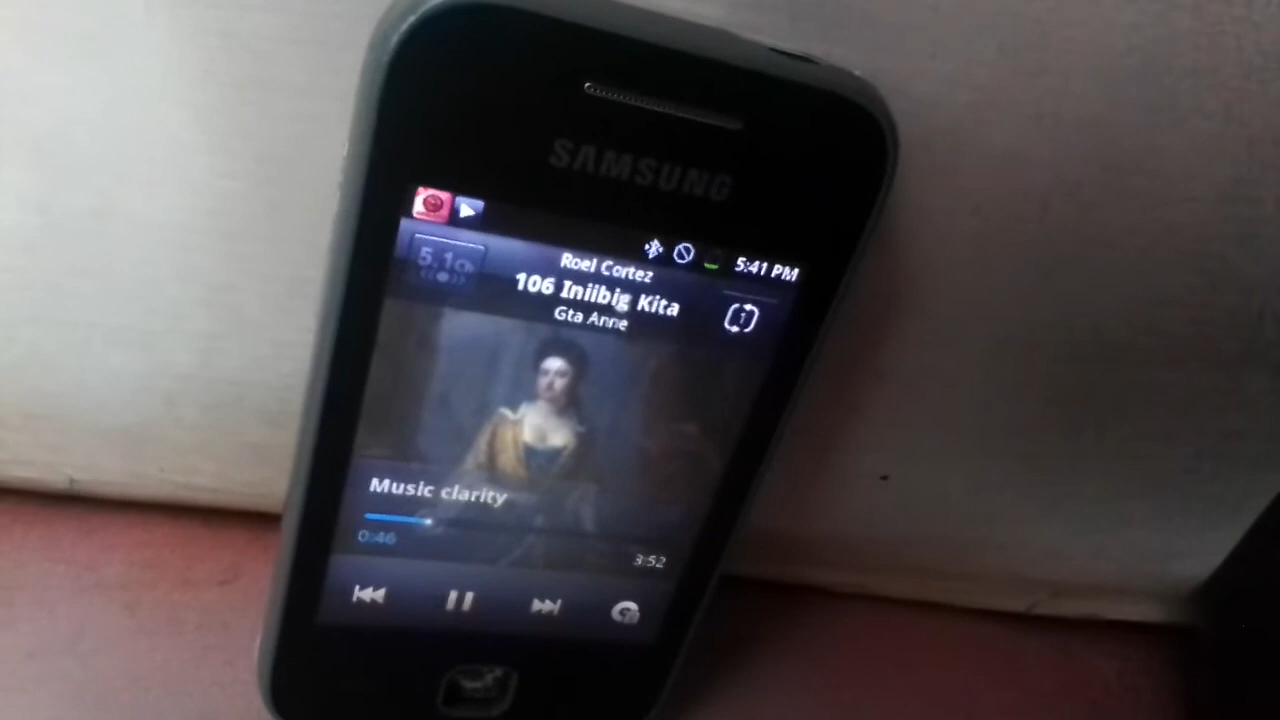 SAMSUNG
5:41 PM
5.1
Roel Cortez
106 Iniibig Kita
Gta Anne
1
Music clarity
0:46
3:52